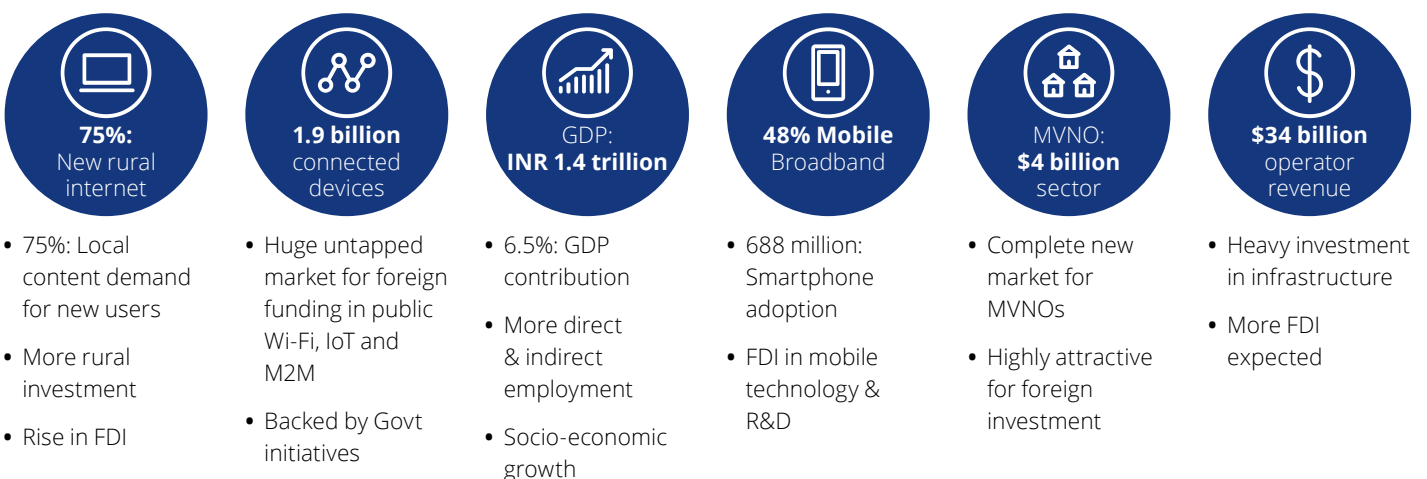 75%:
New rural
internet
• 75%: Local
content demand
for new users
• More rural
investment
• Rise in FDI
1.9 billion
connected
devices
• Huge untapped
market for foreign
funding in public
Wi-Fi, IoT and
M2M
• Backed by Govt
initiatives
GDP:
INR 1.4 trillion
• 6.5%: GDP
contribution
• More direct
& indirect
employment
• Socio-economic
growth
48% Mobile
Broadband
• 688 million:
Smartphone
adoption
• FDI in mobile
technology &
R&D
MVNO:
$4 billion
sector
• Complete new
market for
MVNOs
• Highly attractive
for foreign
investment
$34 billion
operator
revenue
• Heavy investment
in infrastructure
• More FDI
expected